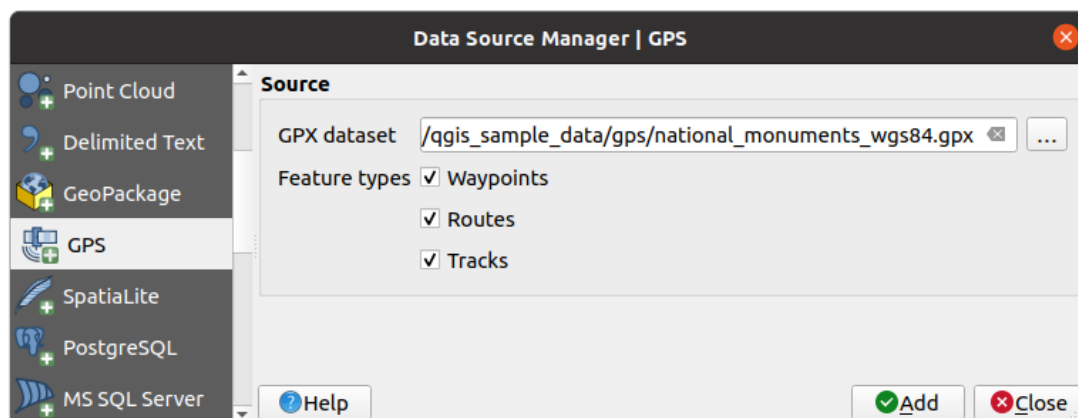 Data Source Manager | GPS
Point Cloud
Delimited Text
GeoPackage
GPS
SpatiaLite
PostgreSQL
MS SQL Server
Source
GPX dataset /qgis_sample_data/gps/national_monuments_wgs84.gpx ...
Feature types Waypoints
Routes
Tracks
Help Add Close